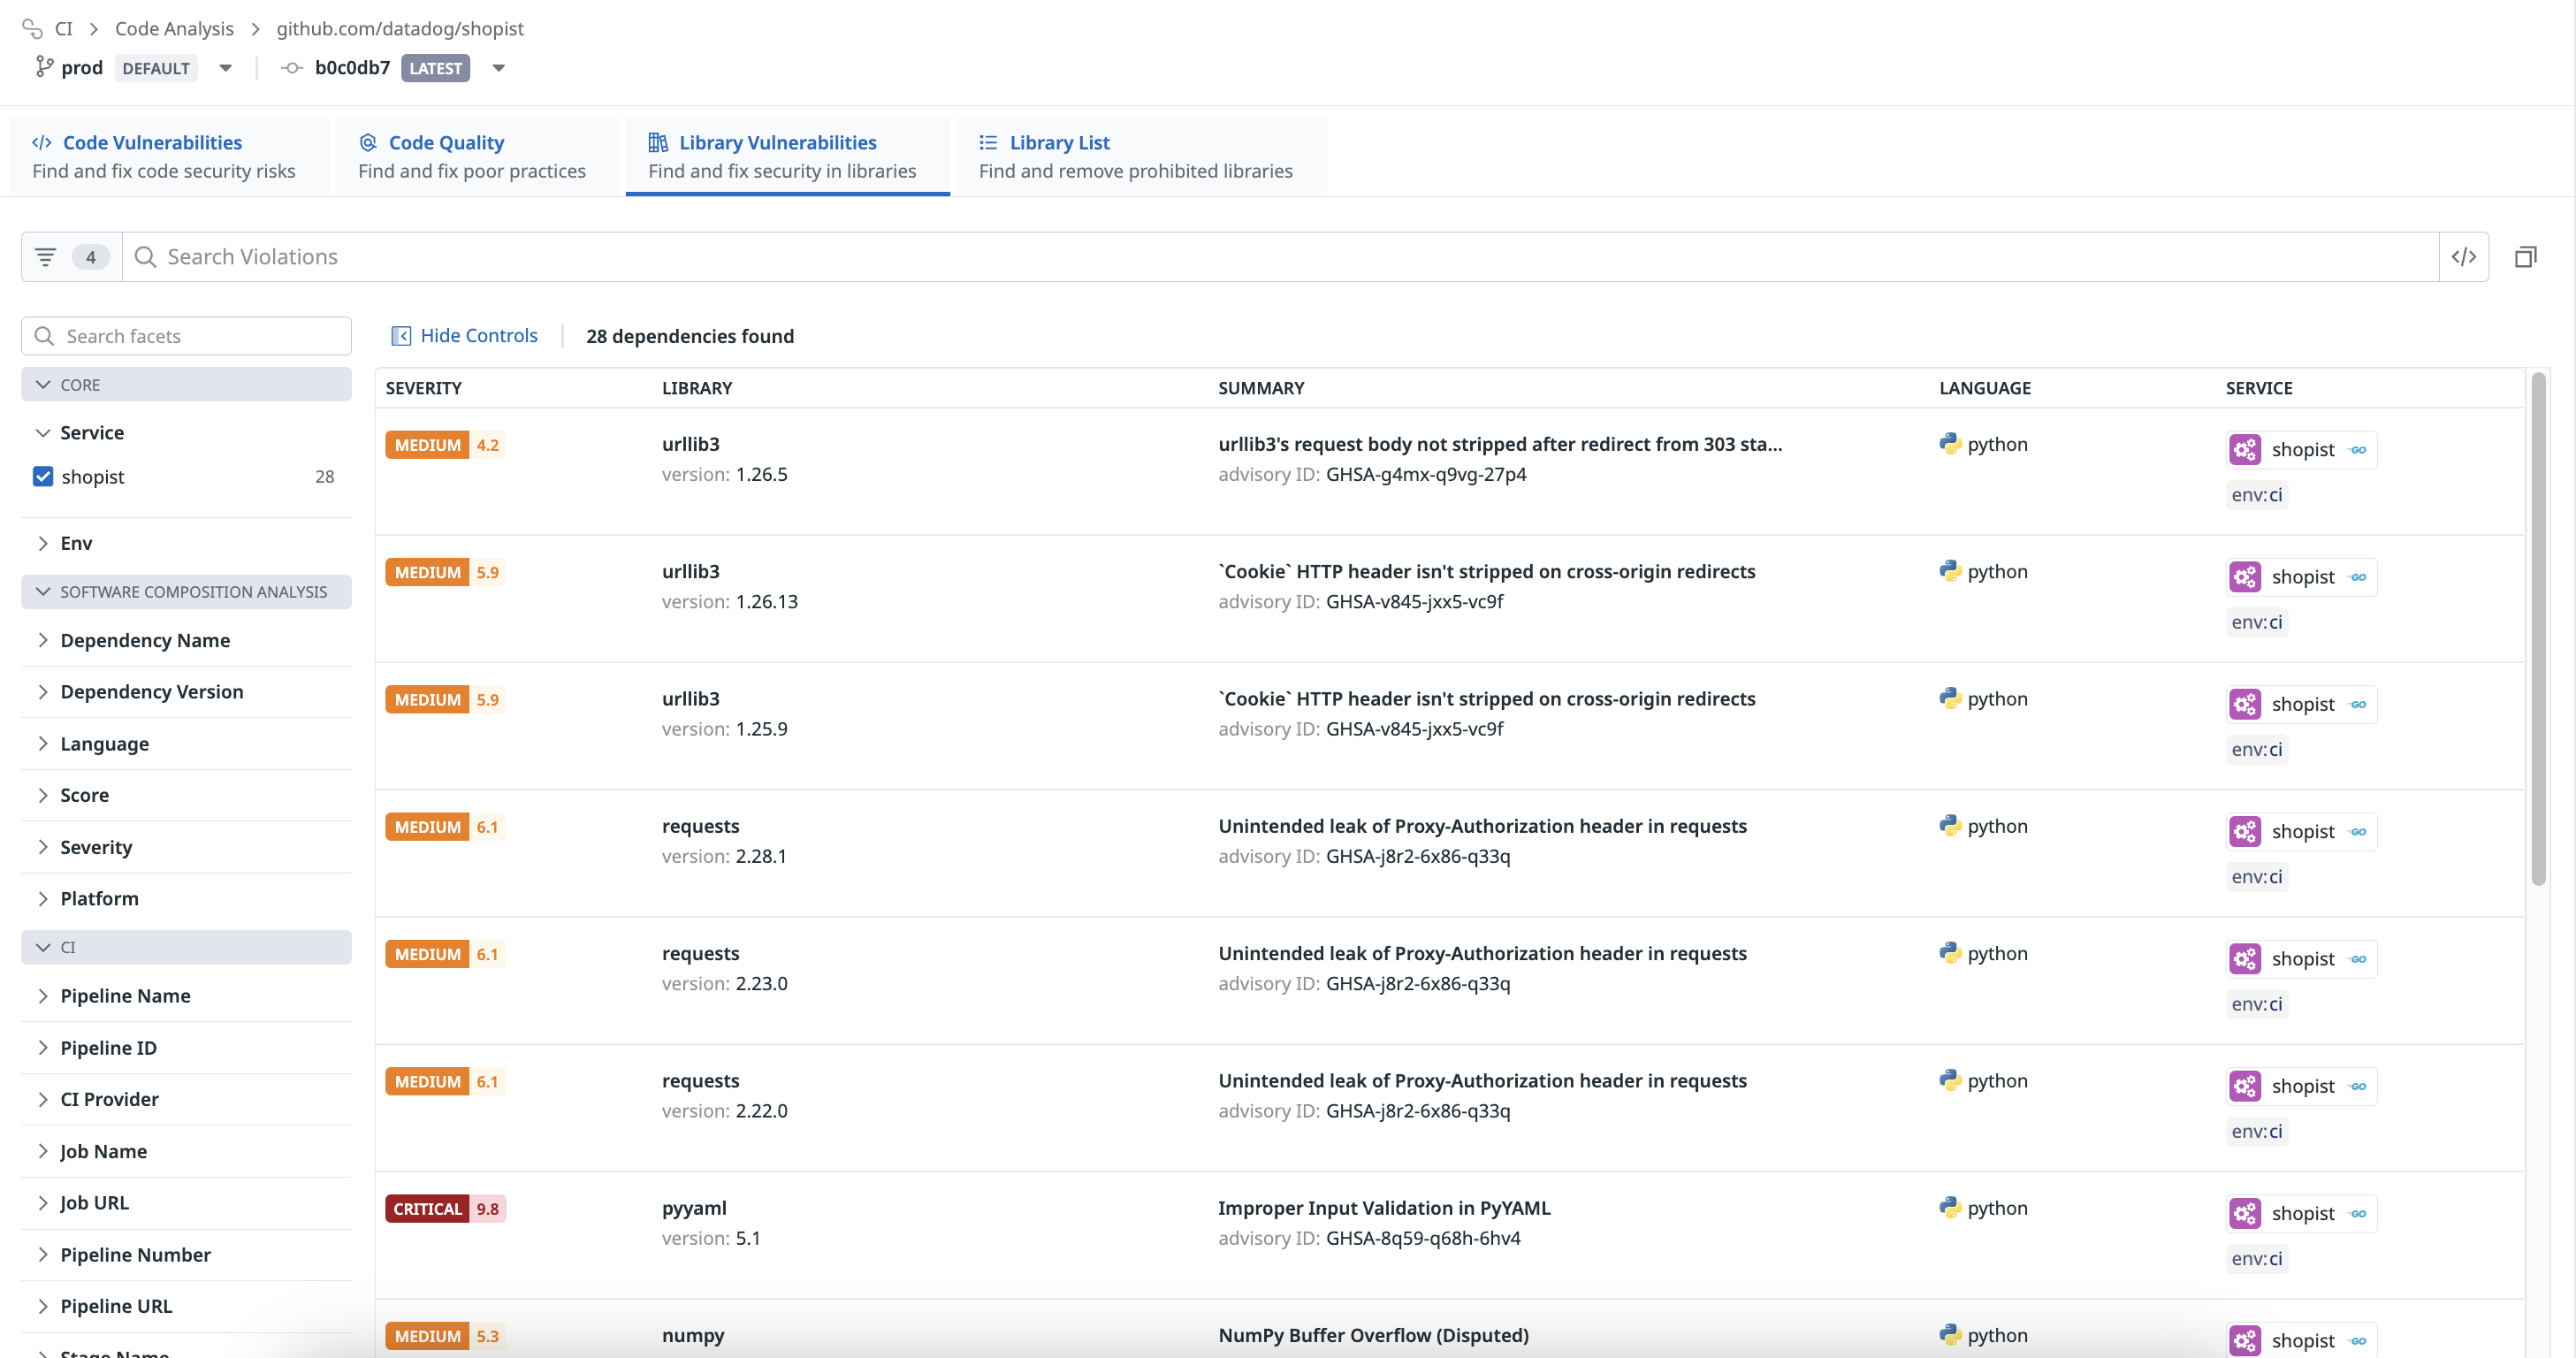 CI > Code Analysis > github.com/datadog/shopist
prod DEFAULT b0c0db7 LATEST
Code Vulnerabilities
Find and fix code security risks
Code Quality
Find and fix poor practices
Library Vulnerabilities
Find and fix security in libraries
Library List
Find and remove prohibited libraries
4 Search Violations </>
Search facets
CORE
Service
shopist 28
Env
SOFTWARE COMPOSITION ANALYSIS
Dependency Name
Dependency Version
Language
Score
Severity
Platform
CI
Pipeline Name
Pipeline ID
CI Provider
Job Name
Job URL
Pipeline Number
Pipeline URL
Stage Name
Hide Controls 28 dependencies found
SEVERITY LIBRARY SUMMARY LANGUAGE SERVICE
MEDIUM 4.2 urllib3 urllib3's request body not stripped after redirect from 303 sta... python shopist GO
version: 1.26.5 advisory ID: GHSA-g4mx-q9vg-27p4
env:ci
MEDIUM 5.9 urllib3 `Cookie` HTTP header isn't stripped on cross-origin redirects python shopist GO
version: 1.26.13 advisory ID: GHSA-v845-jxx5-vc9f
env:ci
MEDIUM 5.9 urllib3 `Cookie` HTTP header isn't stripped on cross-origin redirects python shopist GO
version: 1.25.9 advisory ID: GHSA-v845-jxx5-vc9f
env:ci
MEDIUM 6.1 requests Unintended leak of Proxy-Authorization header in requests python shopist GO
version: 2.28.1 advisory ID: GHSA-j8r2-6x86-q33q
env:ci
MEDIUM 6.1 requests Unintended leak of Proxy-Authorization header in requests python shopist GO
version: 2.23.0 advisory ID: GHSA-j8r2-6x86-q33q
env:ci
MEDIUM 6.1 requests Unintended leak of Proxy-Authorization header in requests python shopist GO
version: 2.22.0 advisory ID: GHSA-j8r2-6x86-q33q
env:ci
CRITICAL 9.8 pyyaml Improper Input Validation in PyYAML python shopist GO
version: 5.1 advisory ID: GHSA-8q59-q68h-6hv4
env:ci
MEDIUM 5.3 numpy NumPy Buffer Overflow (Disputed) python shopist GO